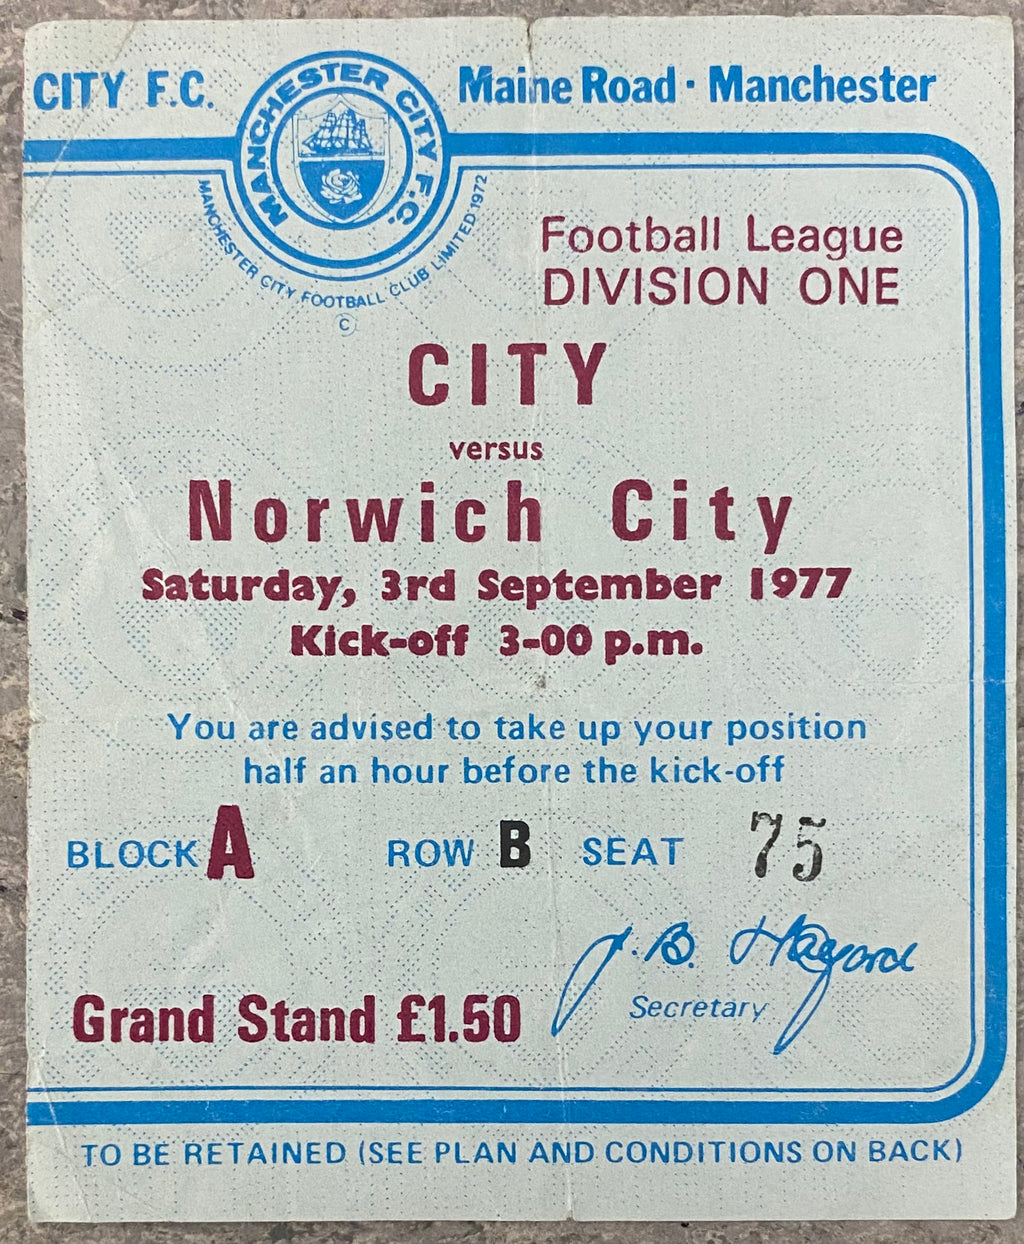 CITY F.C.
Maine Road · Manchester
MANCHESTER CITY F.C.
MANCHESTER CITY FOOTBALL CLUB LIMITED 1972
©
Football League
DIVISION ONE
CITY
versus
Norwich City
Saturday, 3rd September 1977
Kick-off 3-00 p.m.
You are advised to take up your position
half an hour before the kick-off
BLOCK A ROW B SEAT 75
J. B. Halford
Secretary
Grand Stand £1.50
TO BE RETAINED (SEE PLAN AND CONDITIONS ON BACK)